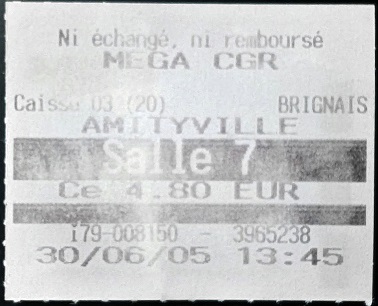 Ni échangé, ni remboursé
MEGA CGR
Caisse 03 (20) BRIGNAIS
AMITYVILLE
Salle 7
Ce 4.80 EUR
i79-008150 - 3965238
30/06/05 13:45